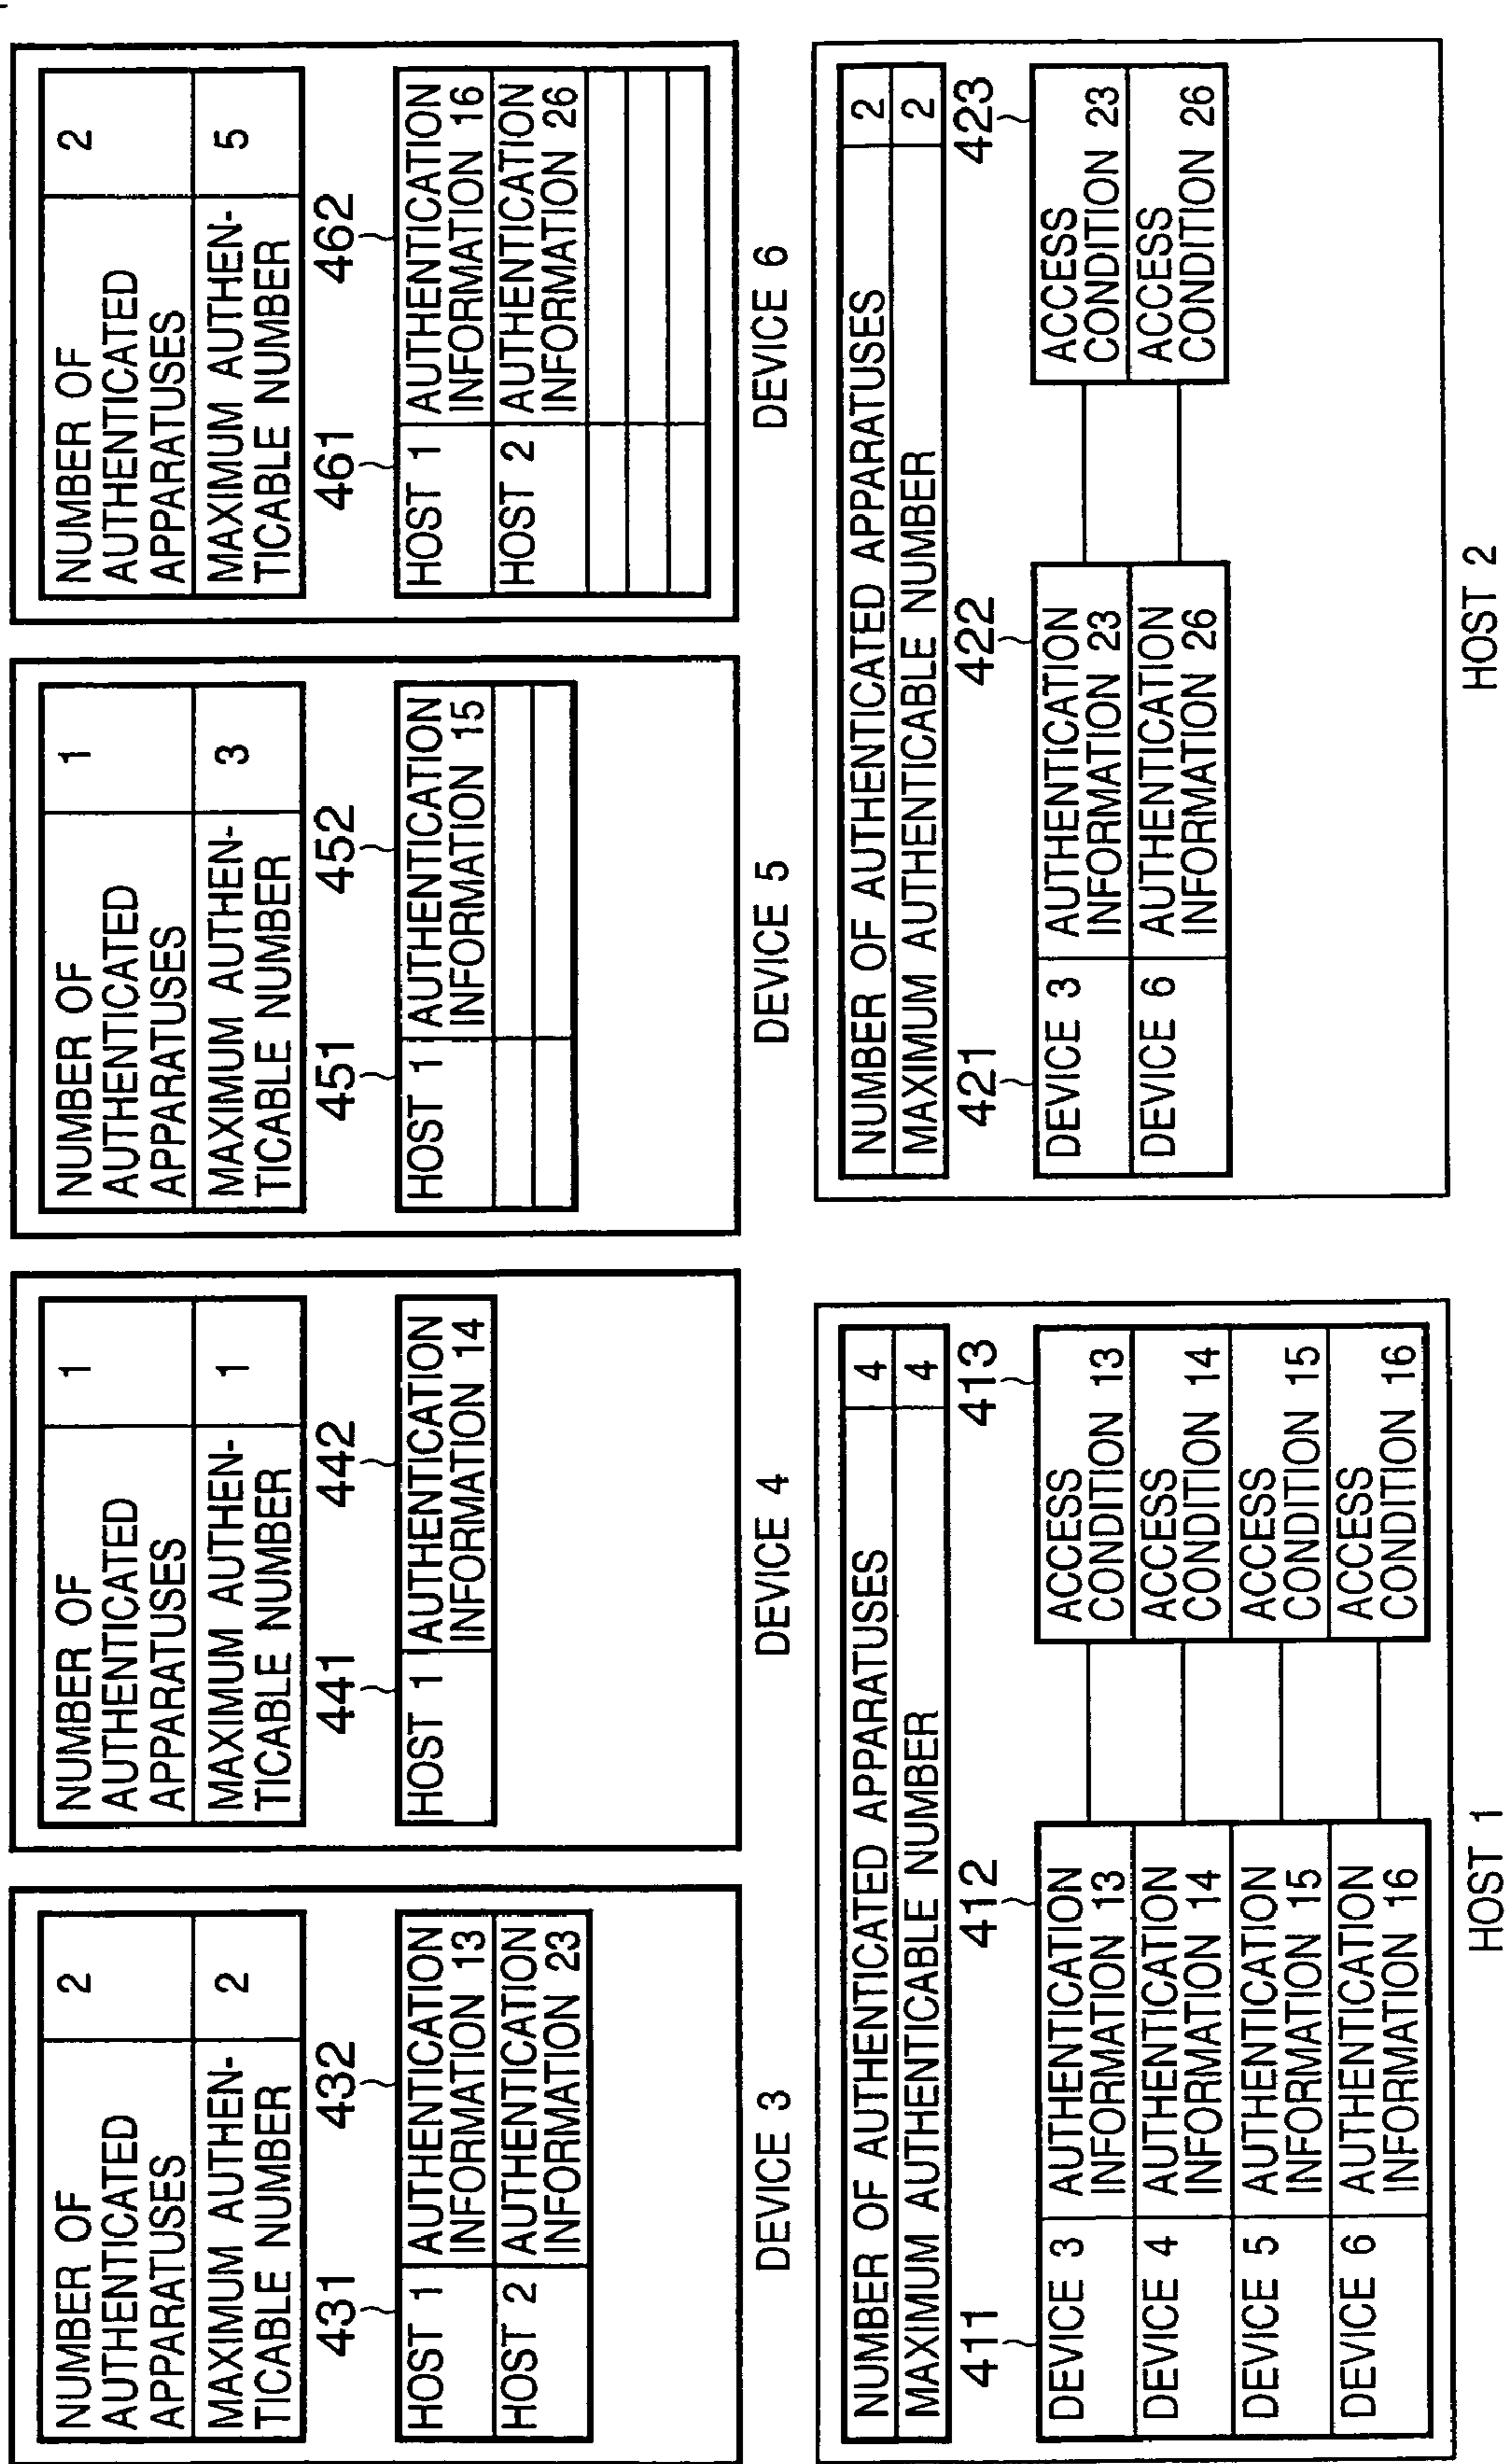 NUMBER OF
AUTHENTICATED
APPARATUSES
2
MAXIMUM AUTHEN-
TICABLE NUMBER
2
431
432
HOST 1
AUTHENTICATION
INFORMATION 13
HOST 2
AUTHENTICATION
INFORMATION 23
DEVICE 3
NUMBER OF
AUTHENTICATED
APPARATUSES
1
MAXIMUM AUTHEN-
TICABLE NUMBER
1
441
442
HOST 1
AUTHENTICATION
INFORMATION 14
DEVICE 4
NUMBER OF
AUTHENTICATED
APPARATUSES
1
MAXIMUM AUTHEN-
TICABLE NUMBER
3
451
452
HOST 1
AUTHENTICATION
INFORMATION 15
DEVICE 5
NUMBER OF
AUTHENTICATED
APPARATUSES
2
MAXIMUM AUTHEN-
TICABLE NUMBER
5
461
462
HOST 1
AUTHENTICATION
INFORMATION 16
HOST 2
AUTHENTICATION
INFORMATION 26
DEVICE 6
NUMBER OF AUTHENTICATED APPARATUSES
4
MAXIMUM AUTHENTICABLE NUMBER
4
411
412
413
DEVICE 3
AUTHENTICATION
INFORMATION 13
ACCESS
CONDITION 13
DEVICE 4
AUTHENTICATION
INFORMATION 14
ACCESS
CONDITION 14
DEVICE 5
AUTHENTICATION
INFORMATION 15
ACCESS
CONDITION 15
DEVICE 6
AUTHENTICATION
INFORMATION 16
ACCESS
CONDITION 16
HOST 1
NUMBER OF AUTHENTICATED APPARATUSES
2
MAXIMUM AUTHENTICABLE NUMBER
2
421
422
423
DEVICE 3
AUTHENTICATION
INFORMATION 23
ACCESS
CONDITION 23
DEVICE 6
AUTHENTICATION
INFORMATION 26
ACCESS
CONDITION 26
HOST 2